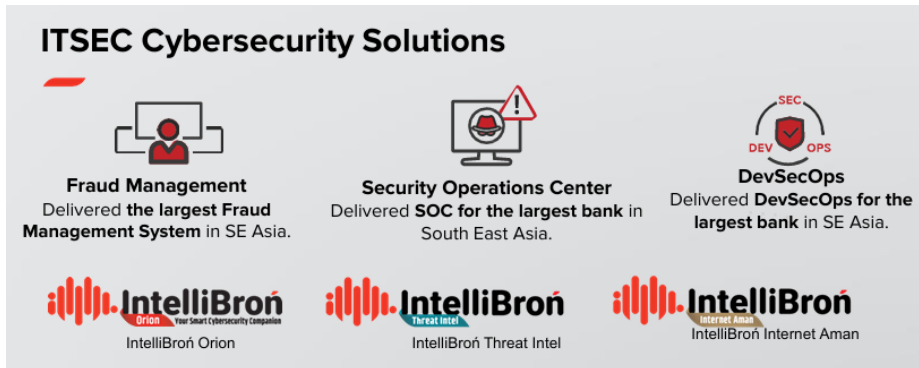 ITSEC Cybersecurity Solutions
Fraud Management
Delivered the largest Fraud
Management System in SE Asia.
Security Operations Center
Delivered SOC for the largest bank in
South East Asia.
SEC
DEV OPS
DevSecOps
Delivered DevSecOps for the
largest bank in SE Asia.
IntelliBroń
Orion Your Smart Cybersecurity Companion
IntelliBroń Orion
IntelliBroń
Threat Intel
IntelliBroń Threat Intel
IntelliBroń
Internet Aman
IntelliBroń Internet Aman